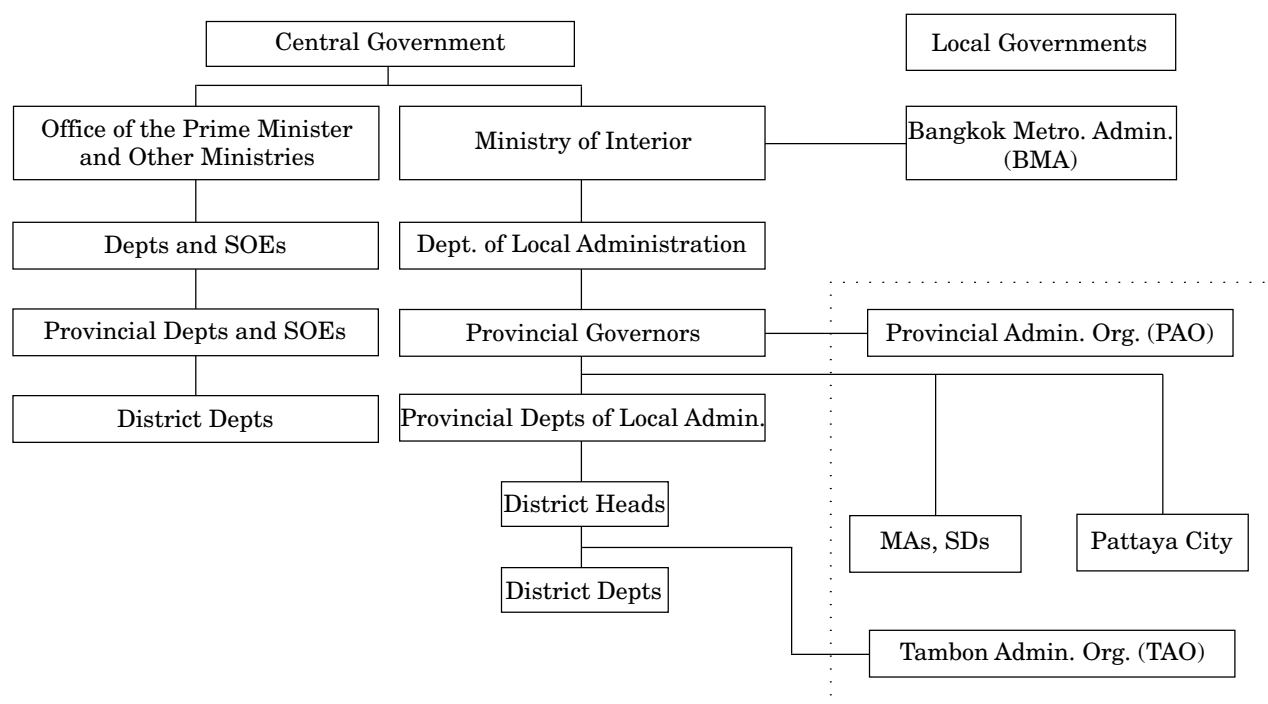 Central Government
Local Governments
Office of the Prime Minister
and Other Ministries
Ministry of Interior
Bangkok Metro. Admin.
(BMA)
Depts and SOEs
Dept. of Local Administration
Provincial Depts and SOEs
Provincial Governors
Provincial Admin. Org. (PAO)
District Depts
Provincial Depts of Local Admin.
District Heads
MAs, SDs
Pattaya City
District Depts
Tambon Admin. Org. (TAO)